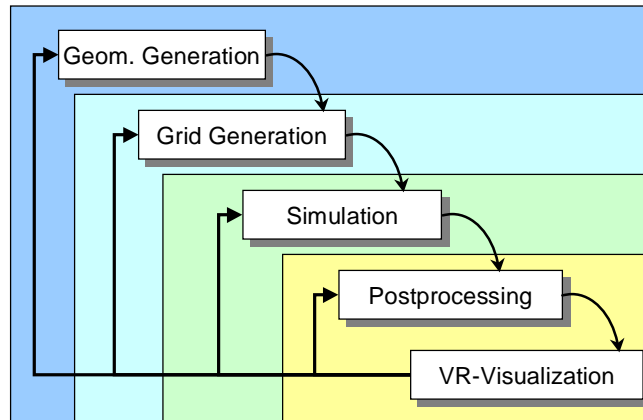 Geom. Generation
Grid Generation
Simulation
Postprocessing
VR-Visualization